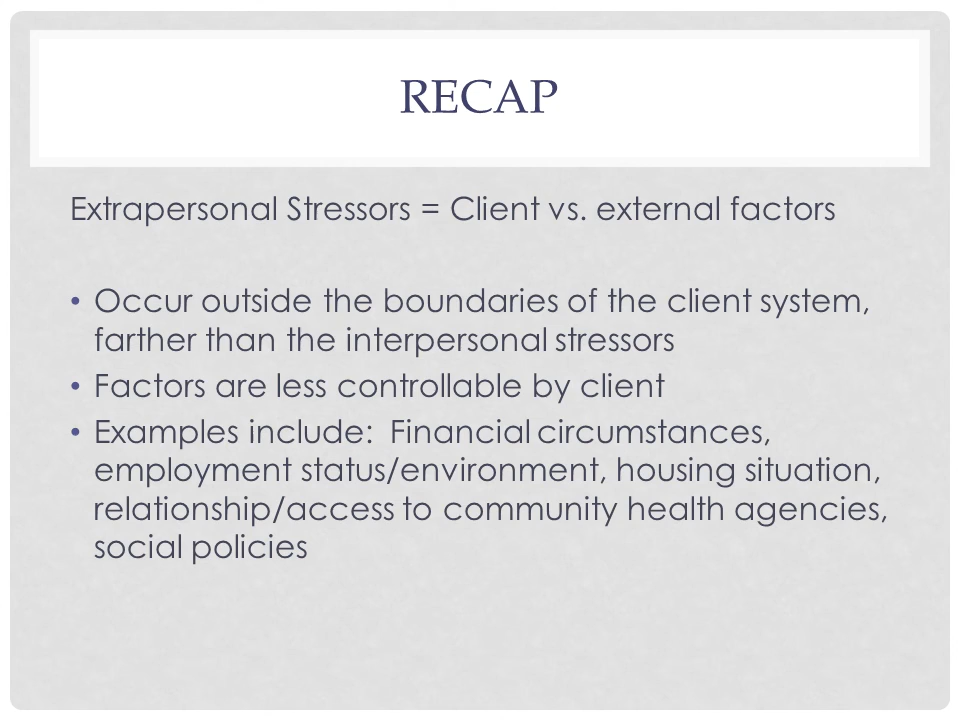 RECAP
Extrapersonal Stressors = Client vs. external factors
• Occur outside the boundaries of the client system,
farther than the interpersonal stressors
• Factors are less controllable by client
• Examples include:  Financial circumstances,
employment status/environment, housing situation,
relationship/access to community health agencies,
social policies